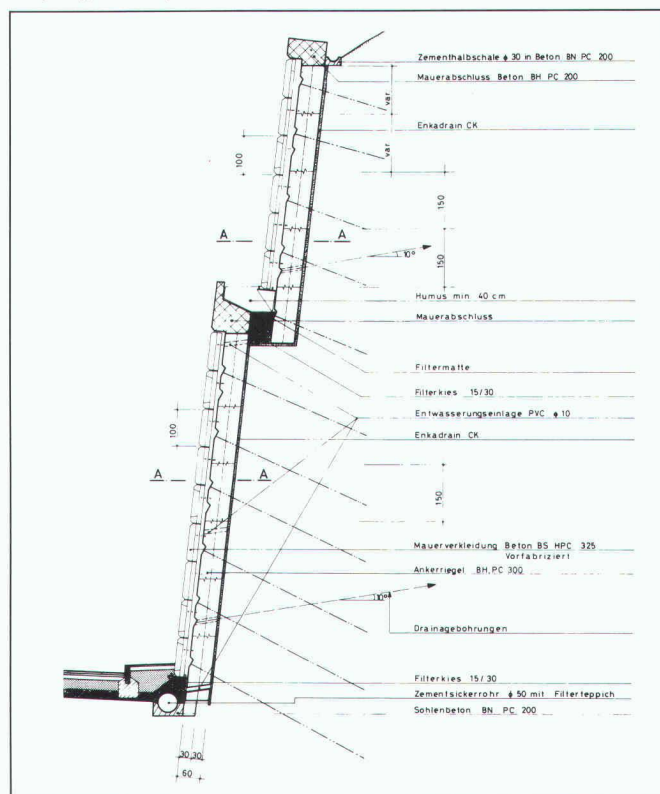 Zementhalbschale ϕ 30 in Beton BN PC 200
Mauerabschluss Beton BH PC 200
var
Enkadrain CK
var
100
150
A A
150
10°
Humus min. 40 cm
Mauerabschluss
Filtermatte
Filterkies 15/30
Entwasserungseinlage PVC ϕ 10
100
Enkadrain CK
A A
150
Mauerverkleidung Beton BS HPC 325
Vorfabriziert
Ankerriegel BH, PC 300
10°
Drainagebohrungen
Filterkies 15/30
Zementsickerrohr ϕ 50 mit Filterteppich
Sohlenbeton BN PC 200
30 30
60